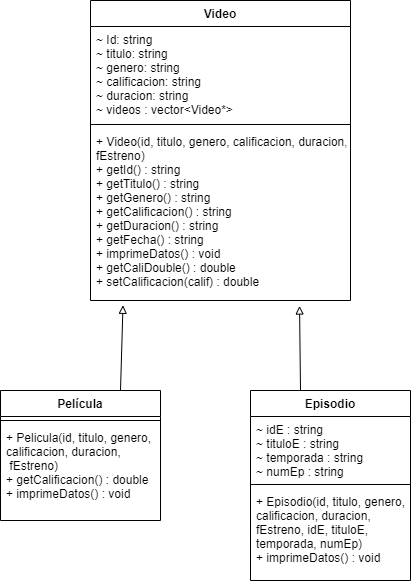 Video
~ Id: string
~ titulo: string
~ genero: string
~ calificacion: string
~ duracion: string
~ videos : vector<Video*>
+ Video(id, titulo, genero, calificacion, duracion,
fEstreno)
+ getId() : string
+ getTitulo() : string
+ getGenero() : string
+ getCalificacion() : string
+ getDuracion() : string
+ getFecha() : string
+ imprimeDatos() : void
+ getCaliDouble() : double
+ setCalificacion(calif) : double
Película
+ Pelicula(id, titulo, genero,
calificacion, duracion,
fEstreno)
+ getCalificacion() : double
+ imprimeDatos() : void
Episodio
~ idE : string
~ tituloE : string
~ temporada : string
~ numEp : string
+ Episodio(id, titulo, genero,
calificacion, duracion,
fEstreno, idE, tituloE,
temporada, numEp)
+ imprimeDatos() : void